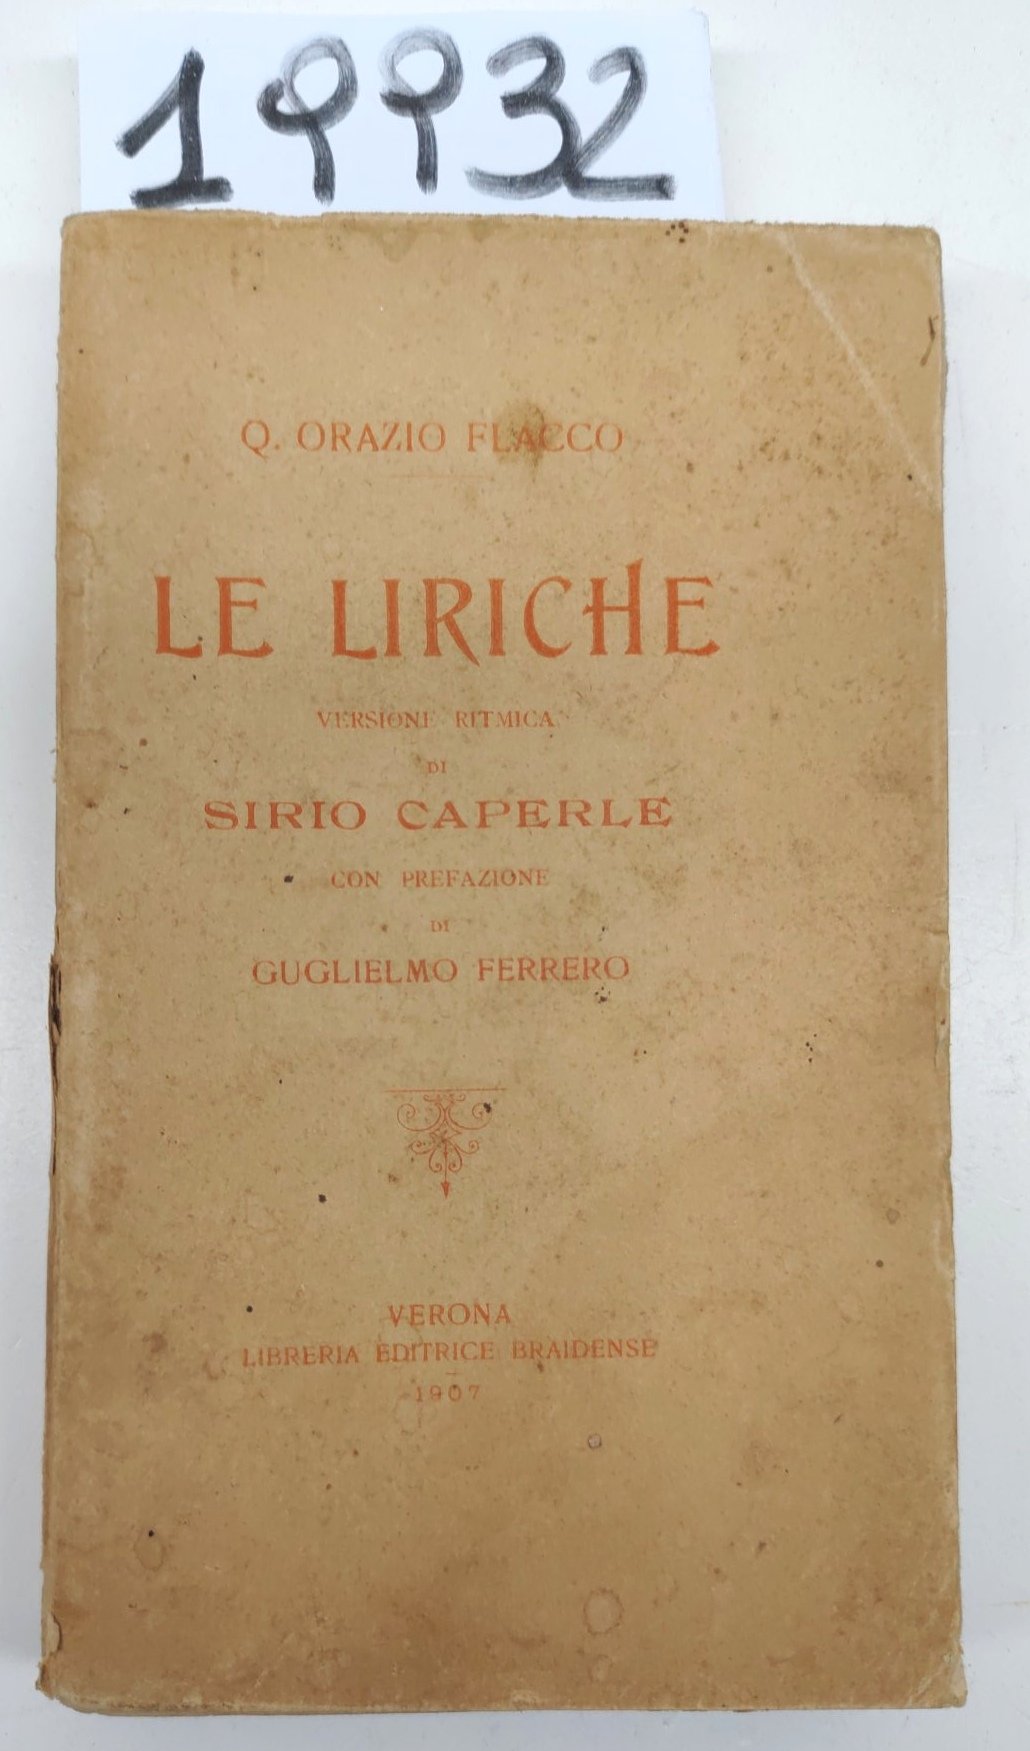 19932
Q. ORAZIO FLACCO
LE LIRICHE
VERSIONE RITMICA
DI
SIRIO CAPERLE
CON PREFAZIONE
DI
GUGLIELMO FERRERO
VERONA
LIBRERIA EDITRICE BRAIDENSE
1907